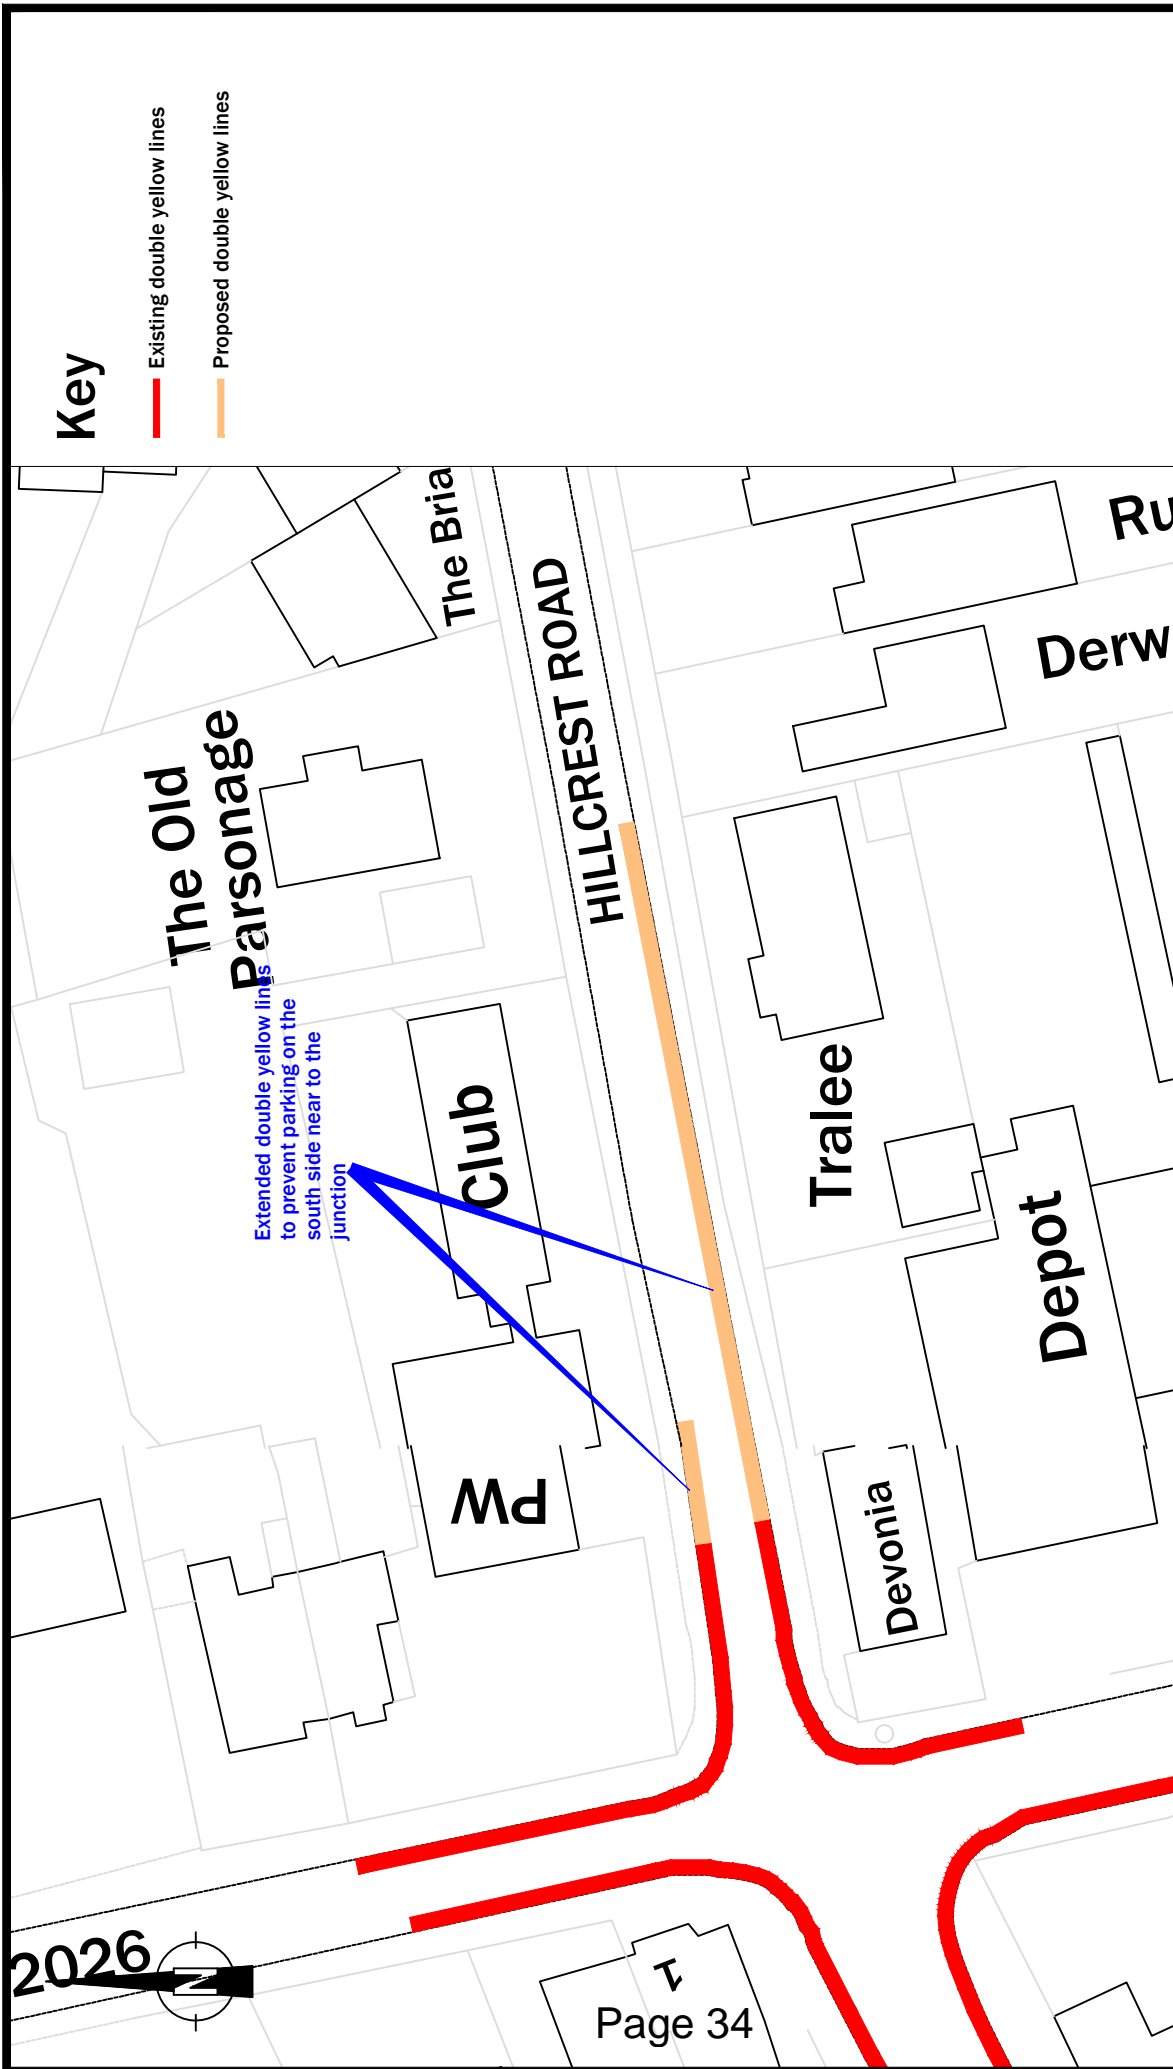 Key
Existing double yellow lines
Proposed double yellow lines
The Bria
HILLCREST ROAD
Ru
Derw
The Old
Parsonage
Extended double yellow lines
to prevent parking on the
south side near to the
junction
Club
Tralee
Depot
PW
Devonia
2026
N
1
Page 34